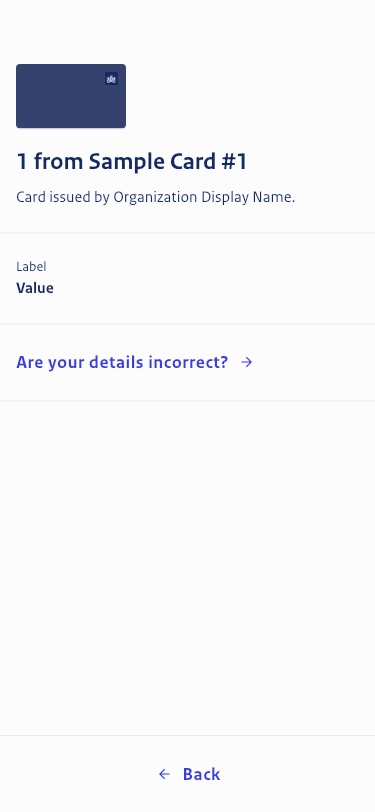 1 from Sample Card #1
Card issued by Organization Display Name.
Label
Value
Are your details incorrect?
Back